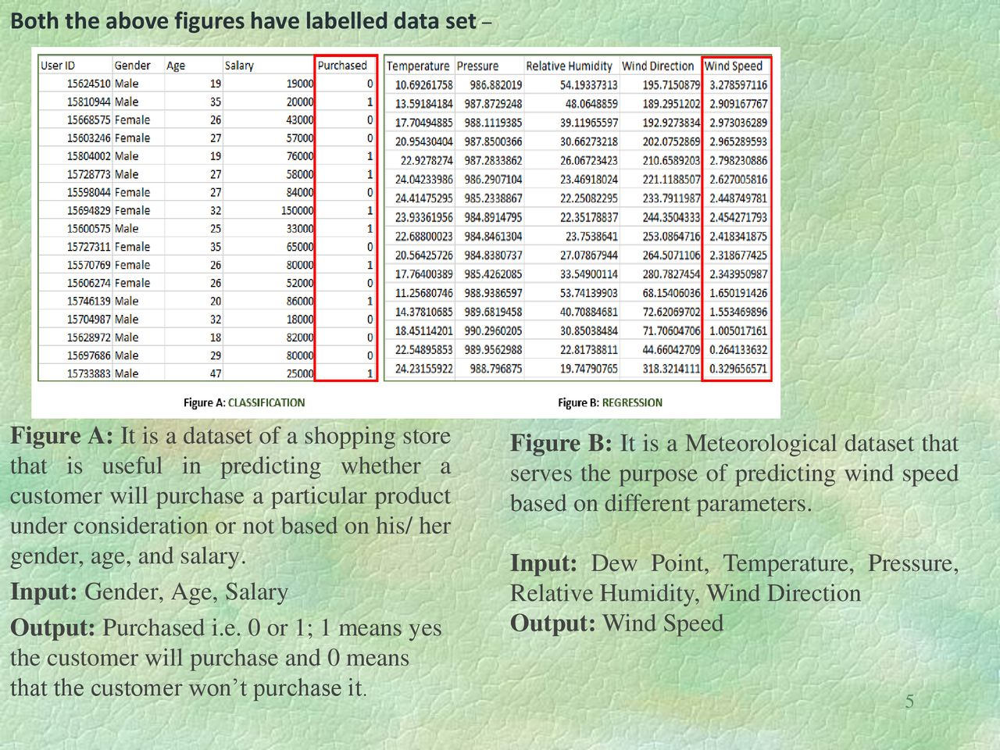 Both the above figures have labelled data set –
User ID Gender Age Salary Purchased
15624510 Male 19 19000 0
15810944 Male 35 20000 1
15668575 Female 26 43000 0
15603246 Female 27 57000 0
15804002 Male 19 76000 1
15728773 Male 27 58000 1
15598044 Female 27 84000 0
15694829 Female 32 150000 1
15600575 Male 25 33000 1
15727311 Female 35 65000 0
15570769 Female 26 80000 1
15606274 Female 26 52000 0
15746139 Male 20 86000 1
15704987 Male 32 18000 0
15628972 Male 18 82000 0
15697686 Male 29 80000 0
15733883 Male 47 25000 1
Figure A: CLASSIFICATION
Temperature Pressure Relative Humidity Wind Direction Wind Speed
10.69261758 986.882019 54.19337313 195.7150879 3.278597116
13.59184184 987.8729248 48.0648859 189.2951202 2.909167767
17.70494885 988.1119385 39.11965597 192.9273834 2.973036289
20.95430404 987.8500366 30.66273218 202.0752869 2.965289593
22.9278274 987.2833862 26.06723423 210.6589203 2.798230886
24.04233986 986.2907104 23.46918024 221.1188507 2.627005816
24.41475295 985.2338867 22.25082295 233.7911987 2.448749781
23.93361956 984.8914795 22.35178837 244.3504333 2.454271793
22.68800023 984.8461304 23.7538641 253.0864716 2.418341875
20.56425726 984.8380737 27.07867944 264.5071106 2.318677425
17.76400389 985.4262085 33.54900114 280.7827454 2.343950987
11.25680746 988.9386597 53.74139903 68.15406036 1.650191426
14.37810685 989.6819458 40.70884681 72.62069702 1.553469896
18.45114201 990.2960205 30.85038484 71.70604706 1.005017161
22.54895853 989.9562988 22.81738811 44.66042709 0.264133632
24.23155922 988.796875 19.74790765 318.3214111 0.329656571
Figure B: REGRESSION
Figure A: It is a dataset of a shopping store
that is useful in predicting whether a
customer will purchase a particular product
under consideration or not based on his/ her
gender, age, and salary.
Input: Gender, Age, Salary
Output: Purchased i.e. 0 or 1; 1 means yes
the customer will purchase and 0 means
that the customer won’t purchase it.
Figure B: It is a Meteorological dataset that
serves the purpose of predicting wind speed
based on different parameters.
Input: Dew Point, Temperature, Pressure,
Relative Humidity, Wind Direction
Output: Wind Speed
5